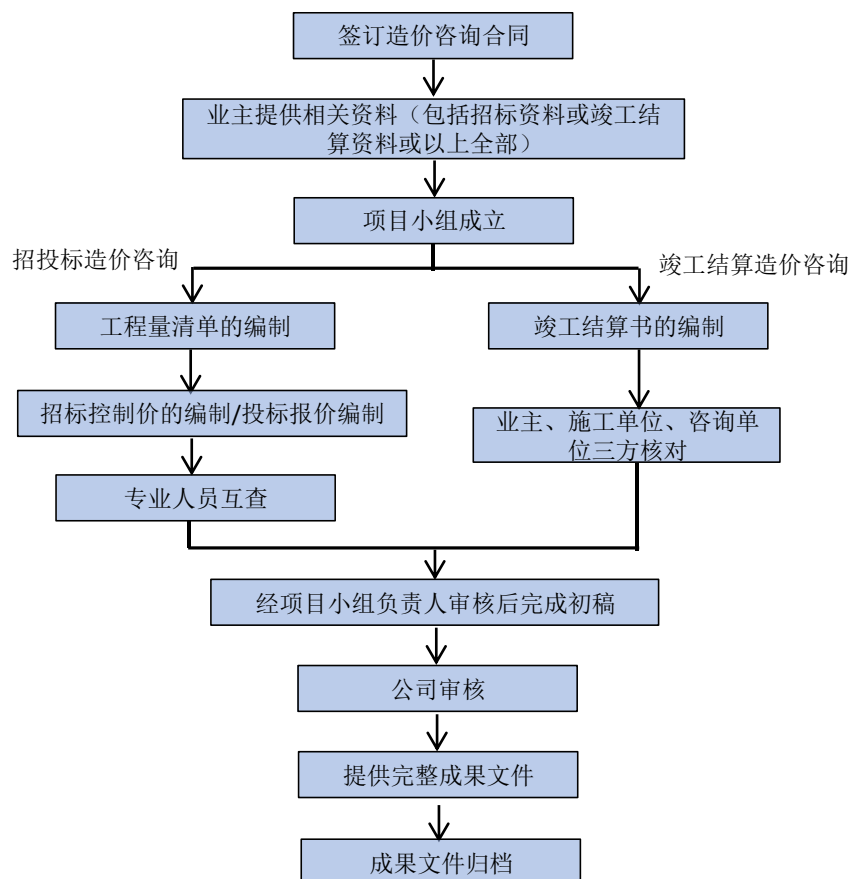 签订造价咨询合同
业主提供相关资料（包括招标资料或竣工结
算资料或以上全部）
项目小组成立
招投标造价咨询
竣工结算造价咨询
工程量清单的编制
竣工结算书的编制
招标控制价的编制/投标报价编制
业主、施工单位、咨询单
位三方核对
专业人员互查
经项目小组负责人审核后完成初稿
公司审核
提供完整成果文件
成果文件归档